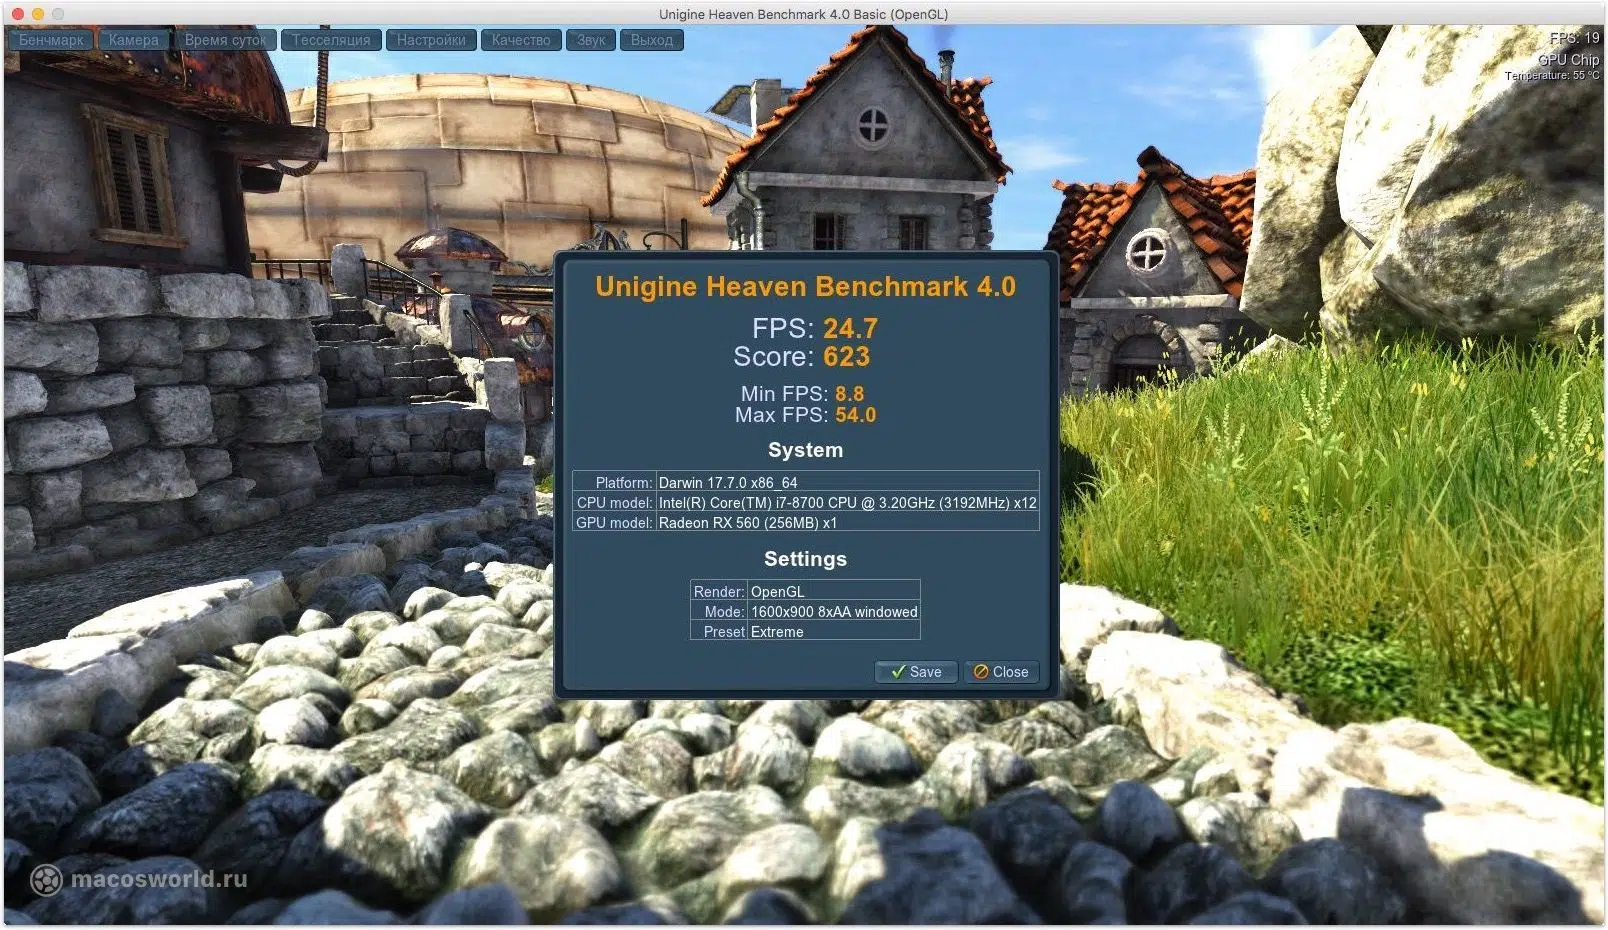 Unigine Heaven Benchmark 4.0 Basic (OpenGL)
Бенчмарк Камера Время суток Тесселяция Настройки Качество Звук Выход
FPS: 19
GPU Chip
Temperature: 55 °C
Unigine Heaven Benchmark 4.0
FPS: 24.7
Score: 623
Min FPS: 8.8
Max FPS: 54.0
System
Platform: Darwin 17.7.0 x86_64
CPU model: Intel(R) Core(TM) i7-8700 CPU @ 3.20GHz (3192MHz) x12
GPU model: Radeon RX 560 (256MB) x1
Settings
Render: OpenGL
Mode: 1600x900 8xAA windowed
Preset Extreme
Save Close
macosworld.ru